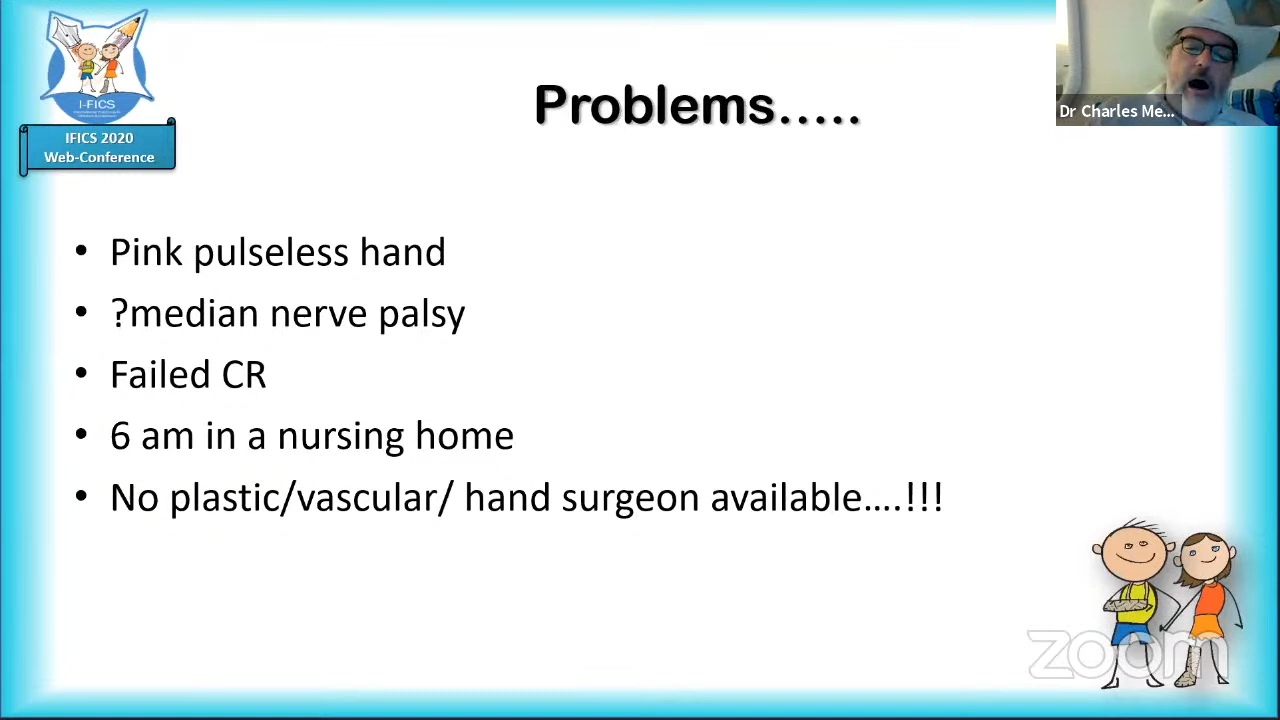 I-FICS
IFICS 2020
Web-Conference
Problems…..
Dr Charles Me...
• Pink pulseless hand
• ?median nerve palsy
• Failed CR
• 6 am in a nursing home
• No plastic/vascular/ hand surgeon available….!!!
zoom